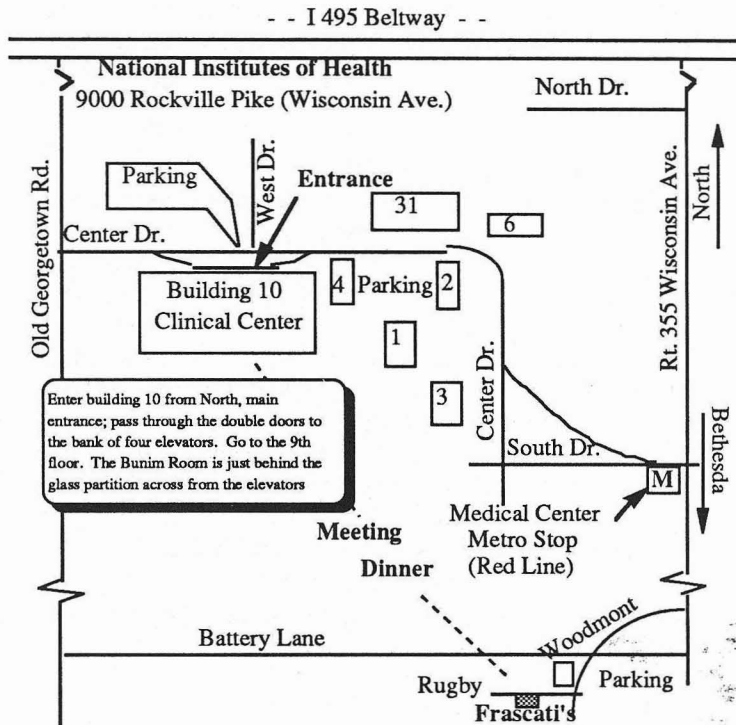 - - I 495 Beltway - -
National Institutes of Health
9000 Rockville Pike (Wisconsin Ave.)
North Dr.
Old Georgetown Rd.
Parking
West Dr.
Entrance
31
6
North
Rt. 355 Wisconsin Ave.
Center Dr.
Building 10
Clinical Center
4
Parking
2
1
3
Center Dr.
Enter building 10 from North, main
entrance; pass through the double doors to
the bank of four elevators. Go to the 9th
floor. The Bunim Room is just behind the
glass partition across from the elevators
South Dr.
M
Bethesda
Medical Center
Metro Stop
(Red Line)
Meeting
Dinner
Battery Lane
Woodmont
Rugby
Parking
Frascati's